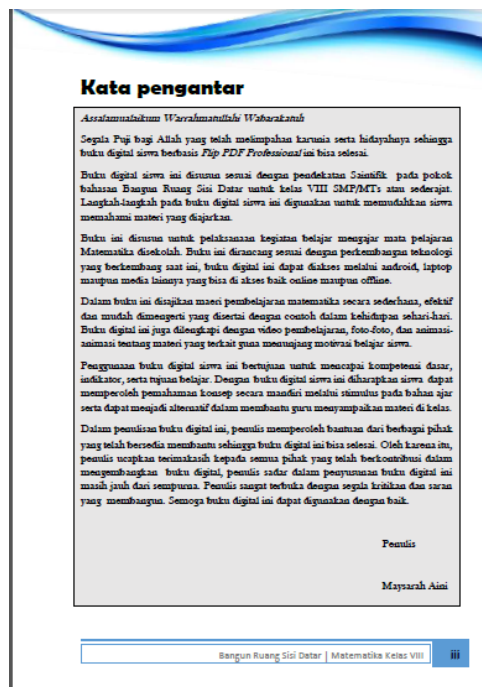 Kata pengantar
Assalamualaikum Warrahmatullahi Wabarakatuh
Segala Puji bagi Allah yang telah melimpahan karunia serta hidayahnya sehingga
buku digital siswa berbasis Flip PDF Professional ini bisa selesai.
Buku digital siswa ini disusun sesuai dengan pendekatan Saintifik pada pokok
bahasan Bangun Ruang Sisi Datar untuk kelas VIII SMP/MTs atau sederajat.
Langkah-langkah pada buku digital siswa ini digunakan untuk memudahkan siswa
memahami materi yang diajarkan.
Buku ini disusun untuk pelaksanaan kegiatan belajar mengajar mata pelajaran
Matematika disekolah. Buku ini dirancang sesuai dengan perkembangan teknologi
yang berkembang saat ini, buku digital ini dapat diakses melalui android, laptop
maupun media lainnya yang bisa di akses baik online maupun offline.
Dalam buku ini disajikan maeri pembelajaran matematika secara sederhana, efektif
dan mudah dimengerti yang disertai dengan contoh dalam kehidupan sehari-hari.
Buku digital ini juga dilengkapi dengan video pembelajaran, foto-foto, dan animasi-
animasi tentang materi yang terkait guna menunjang motivasi belajar siswa.
Penggunaan buku digital siswa ini bertujuan untuk mencapai kompetensi dasar,
indikator, serta tujuan belajar. Dengan buku digital siswa ini diharapkan siswa dapat
memperoleh pemahaman konsep secara mandiri melalui stimulus pada bahan ajar
serta dapat menjadi alternatif dalam membantu guru menyampaikan materi di kelas.
Dalam penulisan buku digital ini, penulis memperoleh bantuan dari berbagai pihak
yang telah bersedia membantu sehingga buku digital ini bisa selesai. Oleh karena itu,
penulis ucapkan terimakasih kepada semua pihak yang telah berkontribusi dalam
mengembangkan buku digital, penulis sadar dalam penyusunan buku digital ini
masih jauh dari sempurna. Penulis sangat terbuka dengan segala kritikan dan saran
yang membangun. Semoga buku digital ini dapat digunakan dengan baik.
Penulis
Maysarah Aini
Bangun Ruang Sisi Datar | Matematika Kelas VIII iii